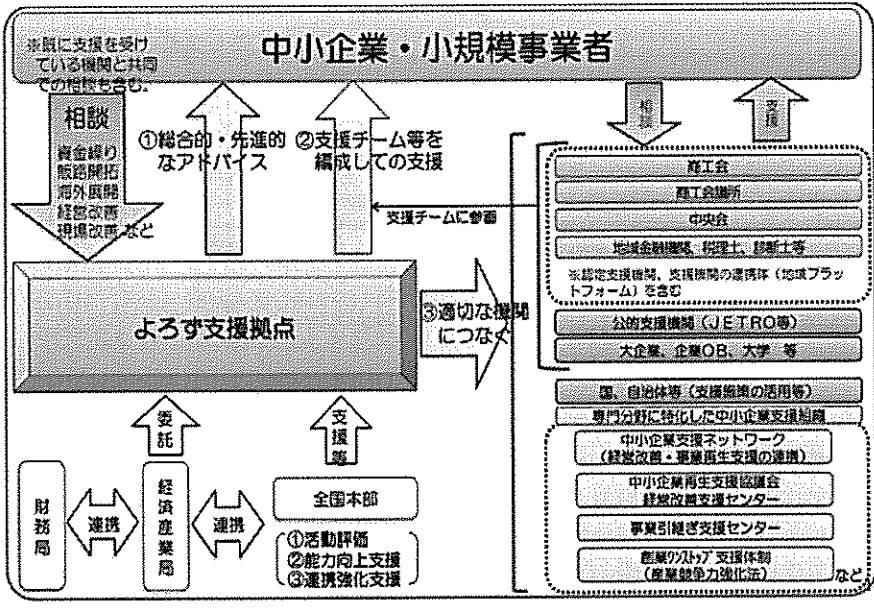 中小企業・小規模事業者
※既に支援を受け
ている機関と共同
での相談も含む。
相談
資金繰り
販路開拓
海外展開
経営改善
現場改善 など
①総合的・先進的
なアドバイス
②支援チーム等を
編成しての支援
支援チームに参画
相談
支援
商工会
商工会議所
中央会
地域金融機関、税理士、診断士等
※認定支援機関、支援機関の連携体（地域プラッ
トフォーム）を含む
公的支援機関（ＪＥＴＲＯ等）
大企業、企業ＯＢ、大学 等
よろず支援拠点
③適切な機関
につなぐ
国、自治体等（支援施策の活用等）
専門分野に特化した中小企業支援組織
中小企業支援ネットワーク
（経営改善・事業再生支援の連携）
中小企業再生支援協議会
経営改善支援センター
事業引継ぎ支援センター
創業ﾜﾝｽﾄｯﾌﾟ支援体制
（産業競争力強化法）
など
委託
支援等
財務局
連携
経済産業局
連携
全国本部
①活動評価
②能力向上支援
③連携強化支援